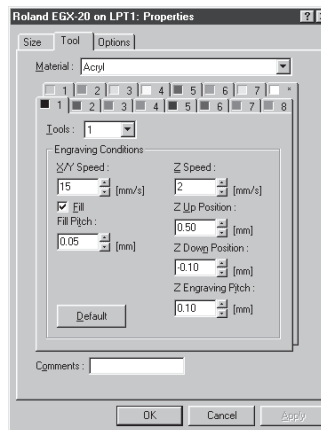 Roland EGX-20 on LPT1: Properties
Size Tool Options
Material: Acryl
1 2 3 4 5 6 7 *
1 2 3 4 5 6 7 8
Tools: 1
Engraving Conditions
X/Y Speed:
15 [mm/s]
Fill
Fill Pitch:
0.05 [mm]
Default
Z Speed:
2 [mm/s]
Z Up Position:
0.50 [mm]
Z Down Position:
-0.10 [mm]
Z Engraving Pitch:
0.10 [mm]
Comments:
OK Cancel Apply